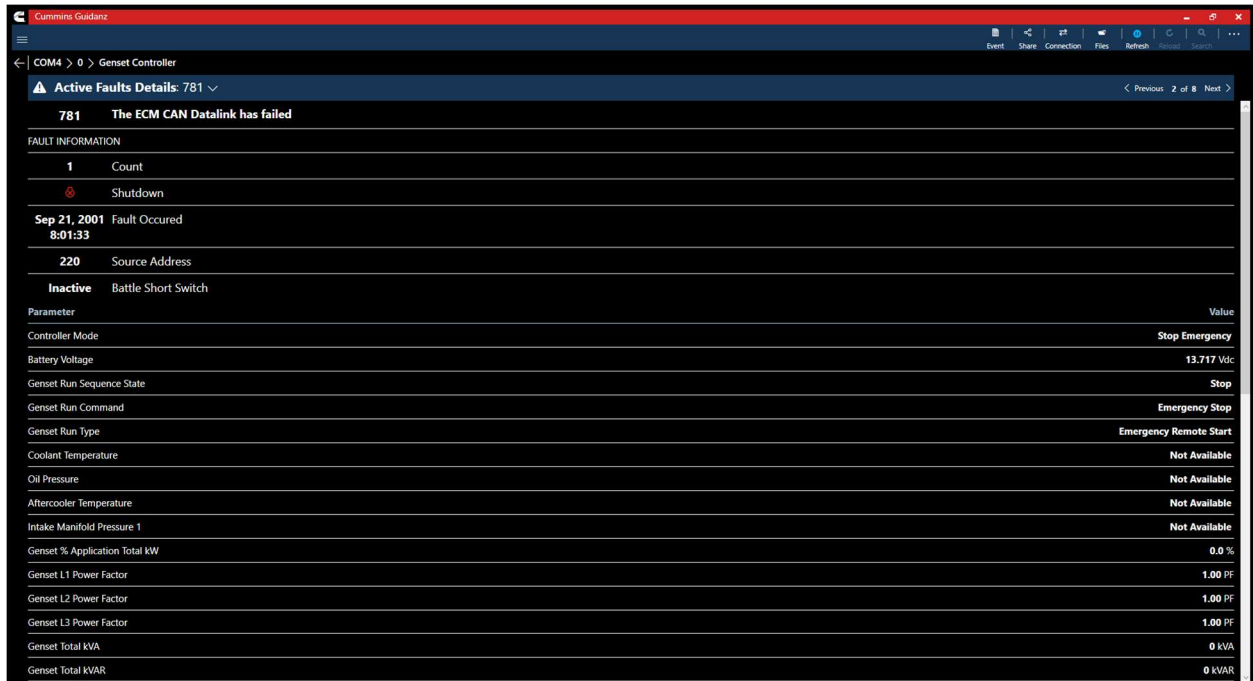 Cummins Guidanz
Event Share Connection Files Refresh Reload Search
COM4 > 0 > Genset Controller
Active Faults Details: 781
< Previous 2 of 8 Next >
781 The ECM CAN Datalink has failed
FAULT INFORMATION
1 Count
Shutdown
Sep 21, 2001 Fault Occured
8:01:33
220 Source Address
Inactive Battle Short Switch
Parameter Value
Controller Mode Stop Emergency
Battery Voltage 13.717 Vdc
Genset Run Sequence State Stop
Genset Run Command Emergency Stop
Genset Run Type Emergency Remote Start
Coolant Temperature Not Available
Oil Pressure Not Available
Aftercooler Temperature Not Available
Intake Manifold Pressure 1 Not Available
Genset % Application Total kW 0.0 %
Genset L1 Power Factor 1.00 PF
Genset L2 Power Factor 1.00 PF
Genset L3 Power Factor 1.00 PF
Genset Total kVA 0 kVA
Genset Total kVAR 0 kVAR